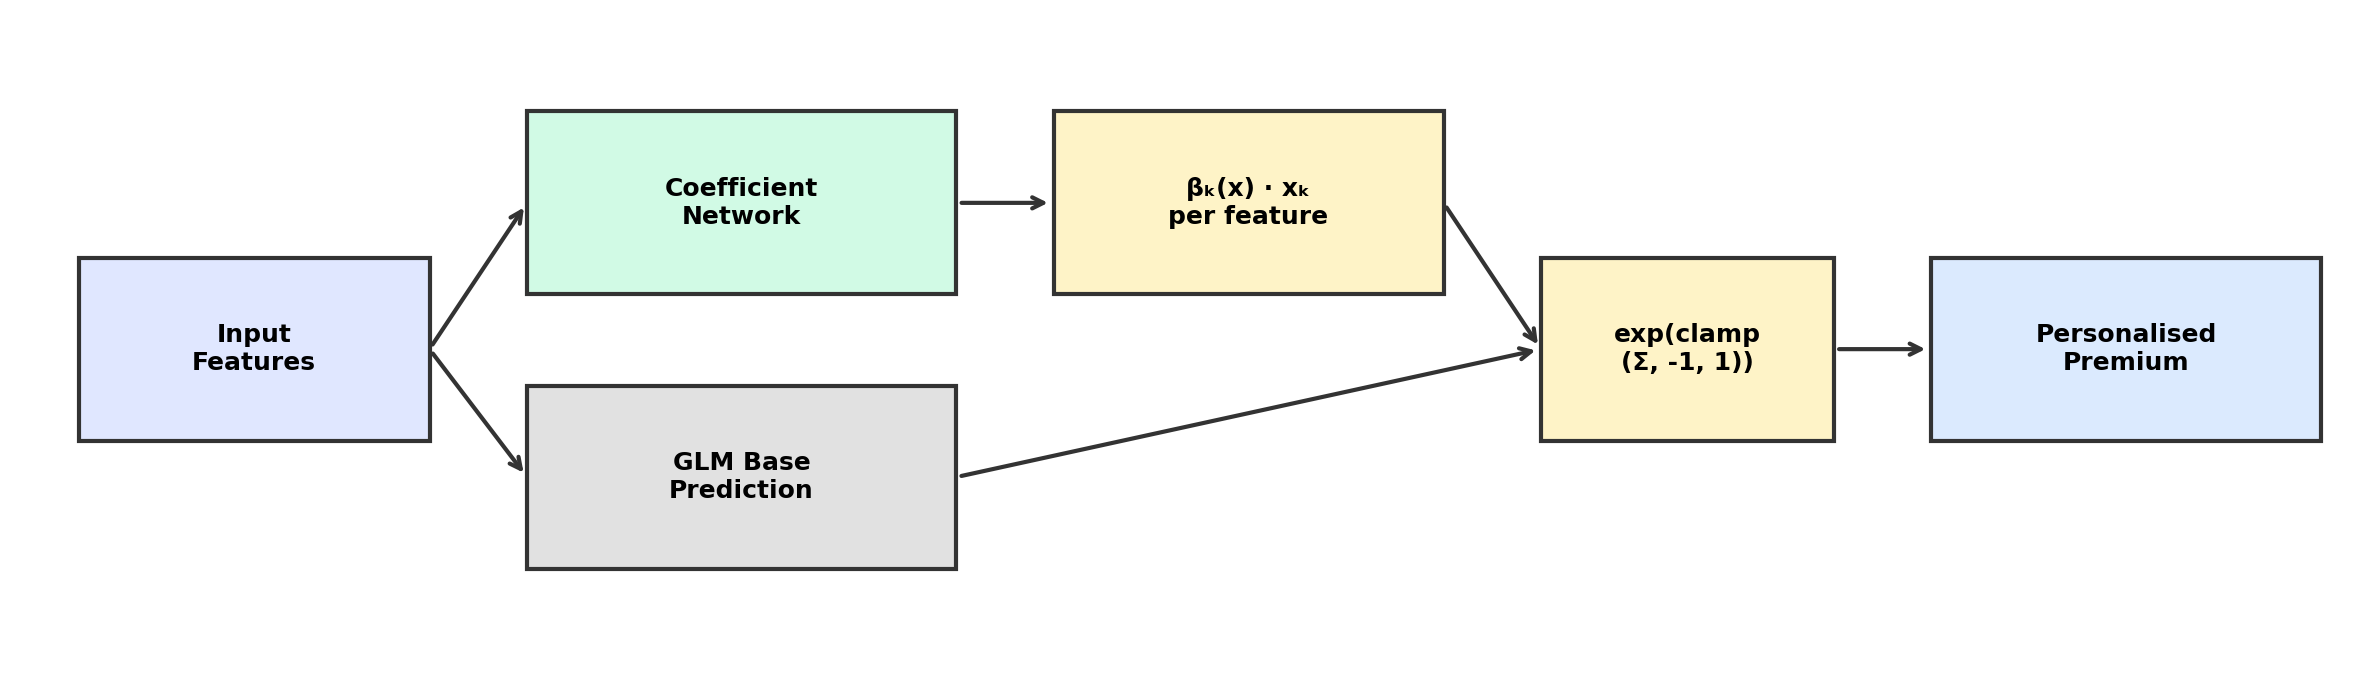 Input
Features
Coefficient
Network
βₖ(x) · xₖ
per feature
GLM Base
Prediction
exp(clamp
(Σ, -1, 1))
Personalised
Premium